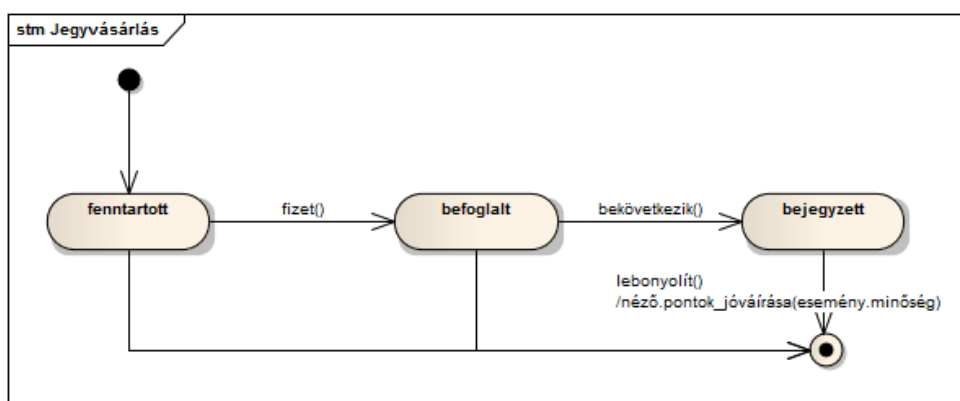 stm Jegyvásárlás
fenntartott
fizet()
befoglalt
bekövetkezik()
bejegyzett
lebonyolít()
/néző.pontok_jóváírása(esemény.minőség)